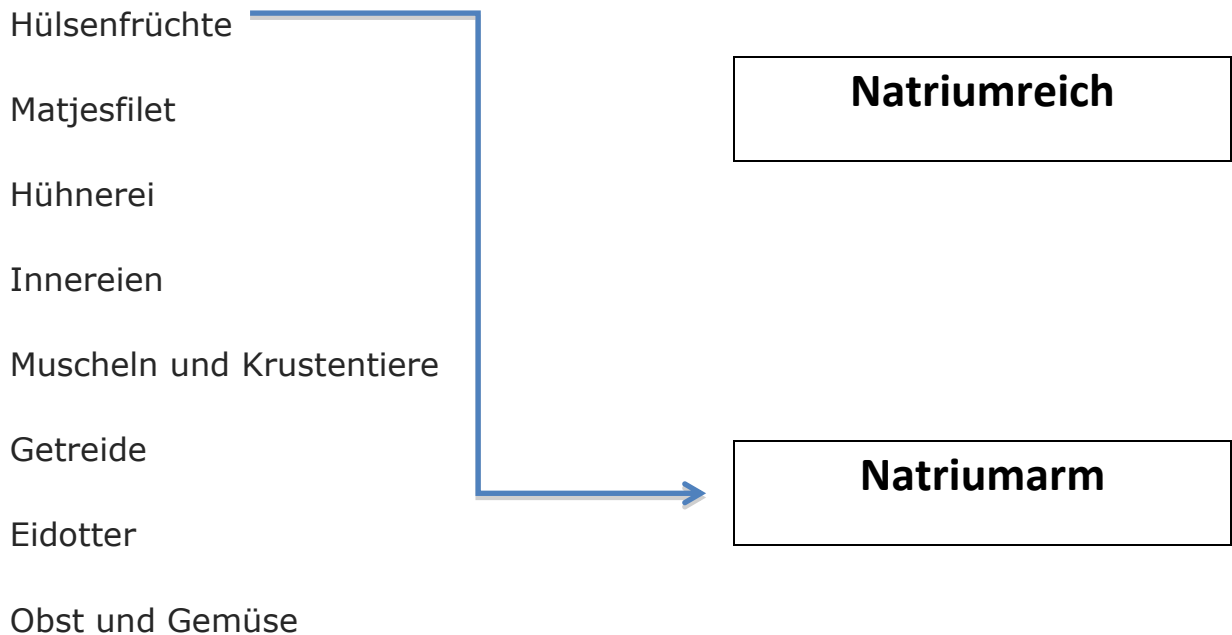 Hülsenfrüchte
Matjesfilet
Hühnerei
Innereien
Muscheln und Krustentiere
Getreide
Eidotter
Obst und Gemüse
Natriumreich
Natriumarm